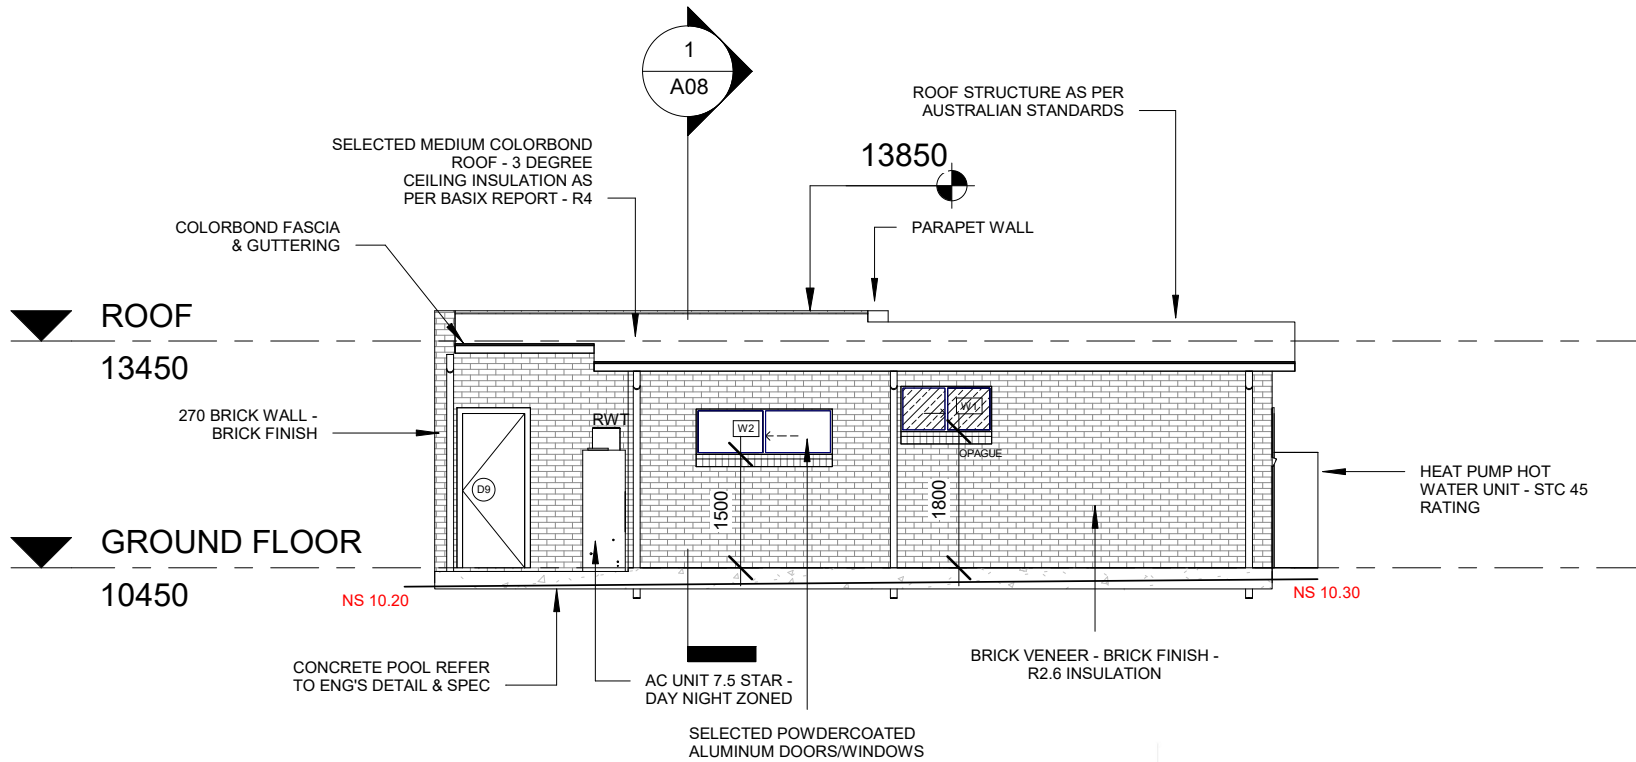 1
A08
ROOF STRUCTURE AS PER
AUSTRALIAN STANDARDS
SELECTED MEDIUM COLORBOND
ROOF - 3 DEGREE
CEILING INSULATION AS
PER BASIX REPORT - R4
13850
COLORBOND FASCIA
& GUTTERING
PARAPET WALL
ROOF
13450
270 BRICK WALL -
BRICK FINISH
RWT
W2
W1
OPAGUE
D9
1500
1800
HEAT PUMP HOT
WATER UNIT - STC 45
RATING
GROUND FLOOR
10450
NS 10.20
NS 10.30
CONCRETE POOL REFER
TO ENG'S DETAIL & SPEC
AC UNIT 7.5 STAR -
DAY NIGHT ZONED
BRICK VENEER - BRICK FINISH -
R2.6 INSULATION
SELECTED POWDERCOATED
ALUMINUM DOORS/WINDOWS